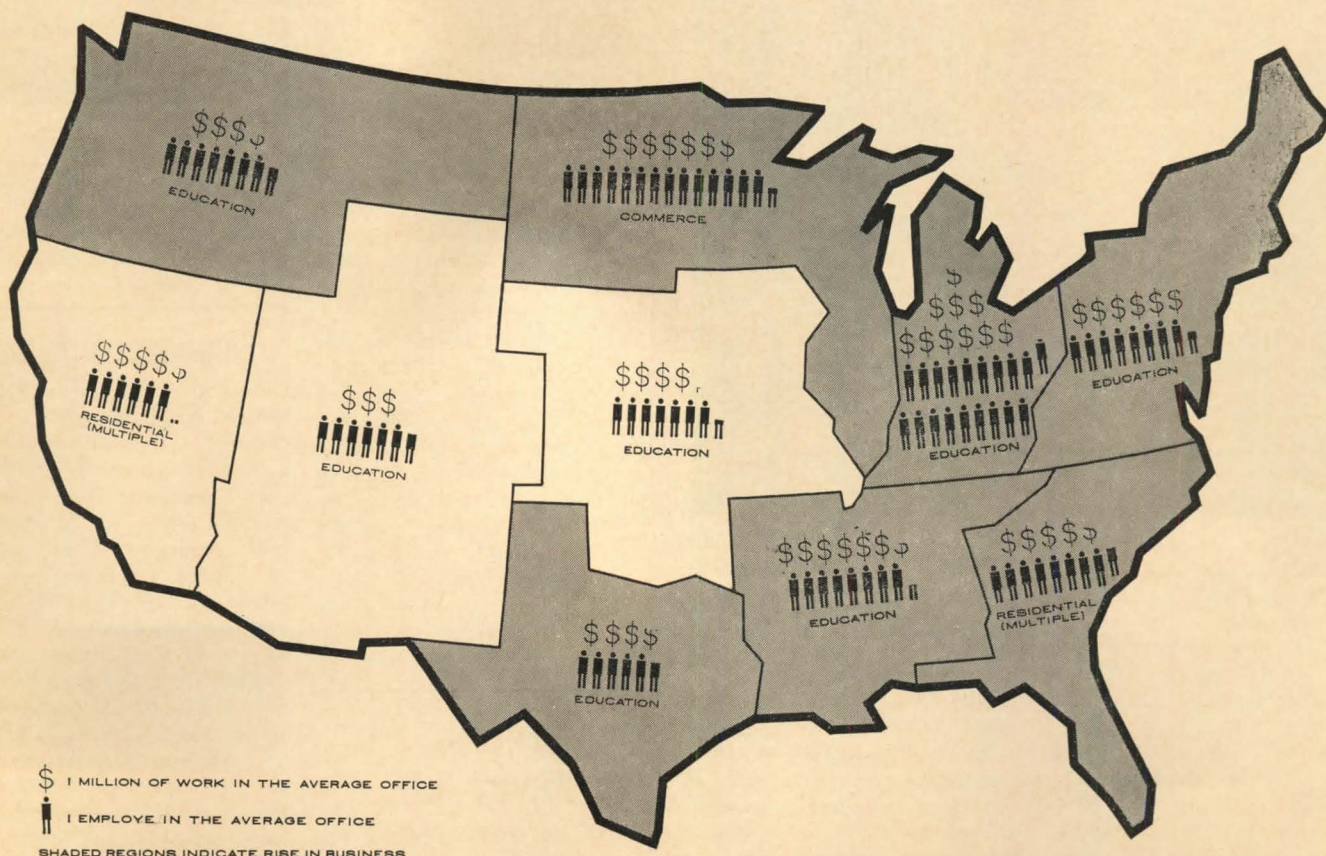 $$$$
EDUCATION
$$$$$$$
COMMERCE
$
$$$
$$$$$$
EDUCATION
$$$$$$
EDUCATION
$$$$$
RESIDENTIAL
(MULTIPLE)
$$$
EDUCATION
$$$$
EDUCATION
$$$$$$$
EDUCATION
$$$$$
RESIDENTIAL
(MULTIPLE)
$$$$
EDUCATION
$ 1 MILLION OF WORK IN THE AVERAGE OFFICE
1 EMPLOYE IN THE AVERAGE OFFICE
SHADED REGIONS INDICATE RISE IN BUSINESS